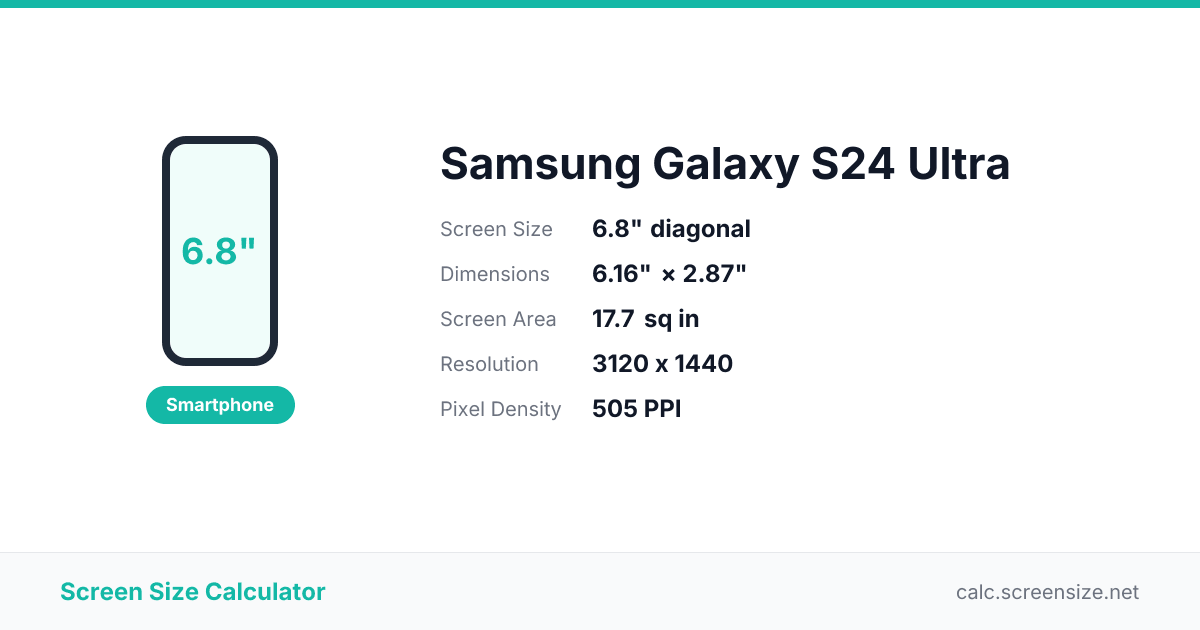 6.8"
Smartphone
Samsung Galaxy S24 Ultra
Screen Size 6.8" diagonal
Dimensions 6.16" × 2.87"
Screen Area 17.7 sq in
Resolution 3120 x 1440
Pixel Density 505 PPI
Screen Size Calculator
calc.screensize.net